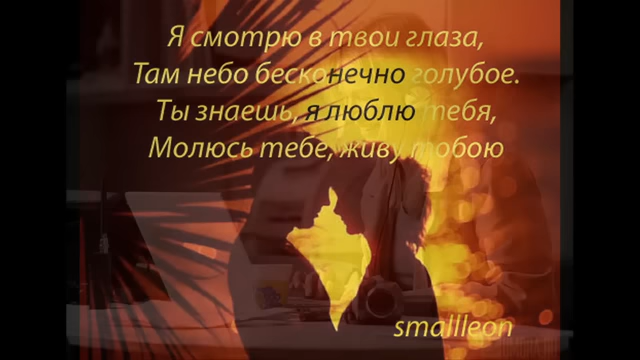 Я смотрю в твои глаза,
Там небо бесконечно голубое.
Ты знаешь, я люблю тебя,
Молюсь тебе, живу тобою
smallleon